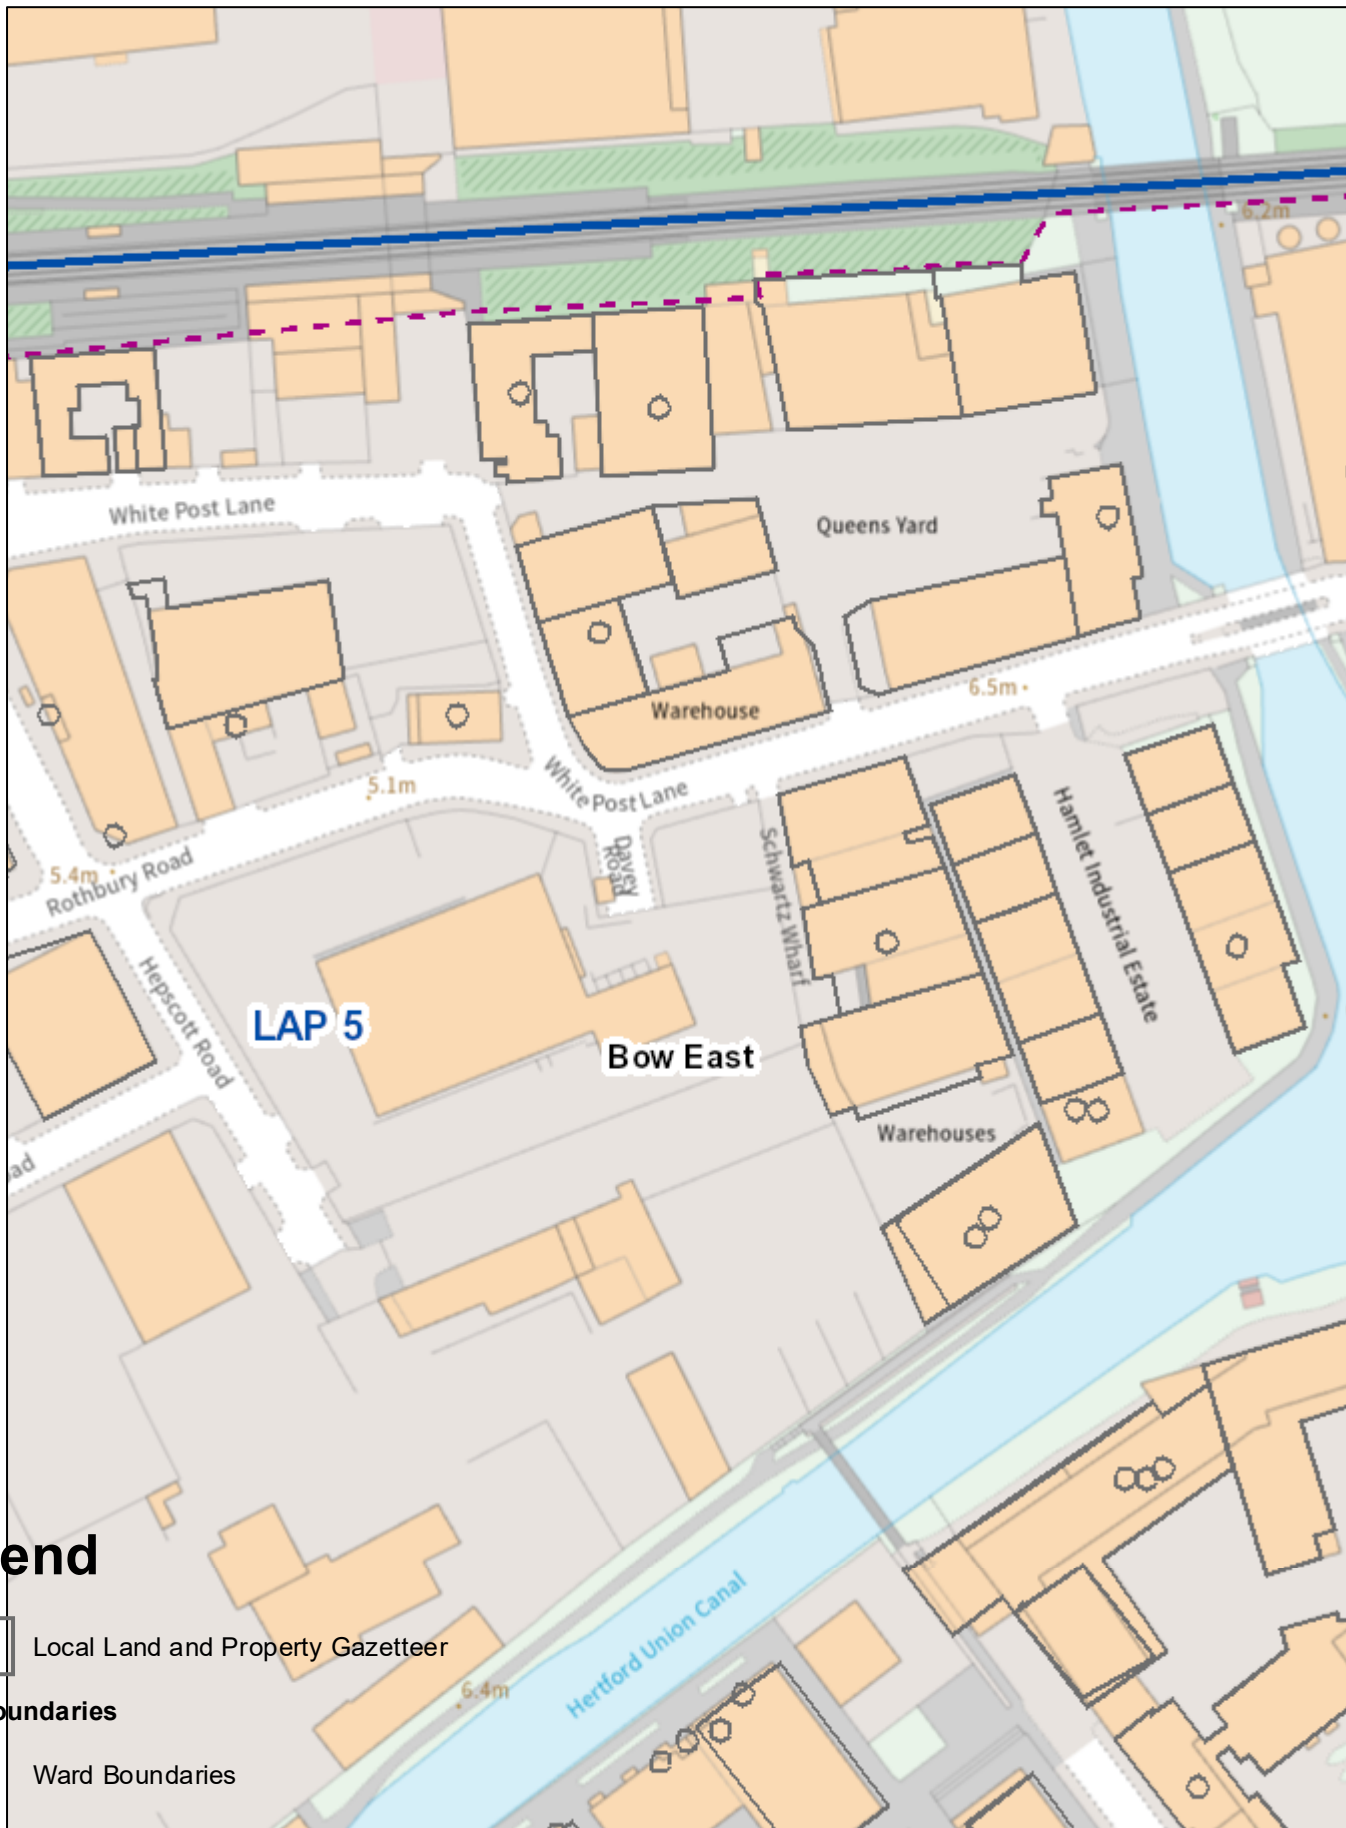 6.2m
White Post Lane
Queens Yard
6.5m
Warehouse
White Post Lane
5.1m
Davey
Road
5.4m
Rothbury Road
Schwartz Wharf
Hamlet Industrial Estate
Hepscott Road
LAP 5
Bow East
Warehouses
oad
end
Hertford Union Canal
Local Land and Property Gazetteer
6.4m
oundaries
Ward Boundaries